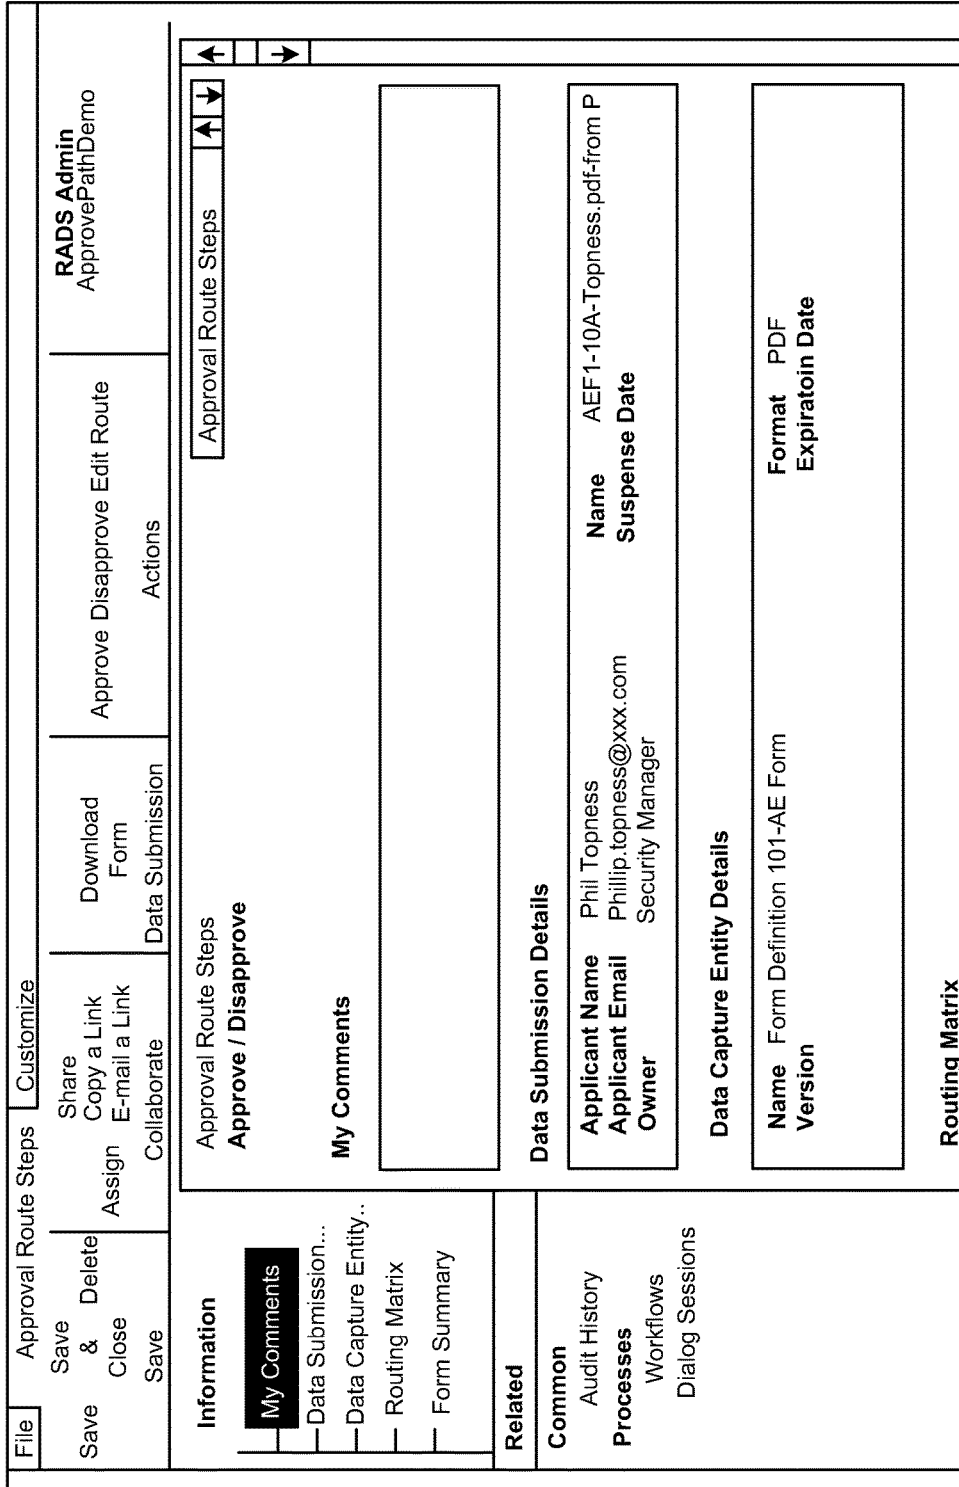 File
Approval Route Steps
Customize
Save
Save
&
Close
Delete
Save
Assign
Share
Copy a Link
E-mail a Link
Collaborate
Download
Form
Data Submission
Approve Disapprove Edit Route
Actions
RADS Admin
ApprovePathDemo
Information
My Comments
Data Submission...
Data Capture Entity..
Routing Matrix
Form Summary
Related
Common
Audit History
Processes
Workflows
Dialog Sessions
Approval Route Steps
Approval Route Steps
Approve / Disapprove
My Comments
Data Submission Details
Applicant Name Phil Topness
Name AEF1-10A-Topness.pdf-from P
Applicant Email Phillip.topness@xxx.com
Suspense Date
Owner Security Manager
Data Capture Entity Details
Name Form Definition 101-AE Form
Format PDF
Version
Expiratoin Date
Routing Matrix